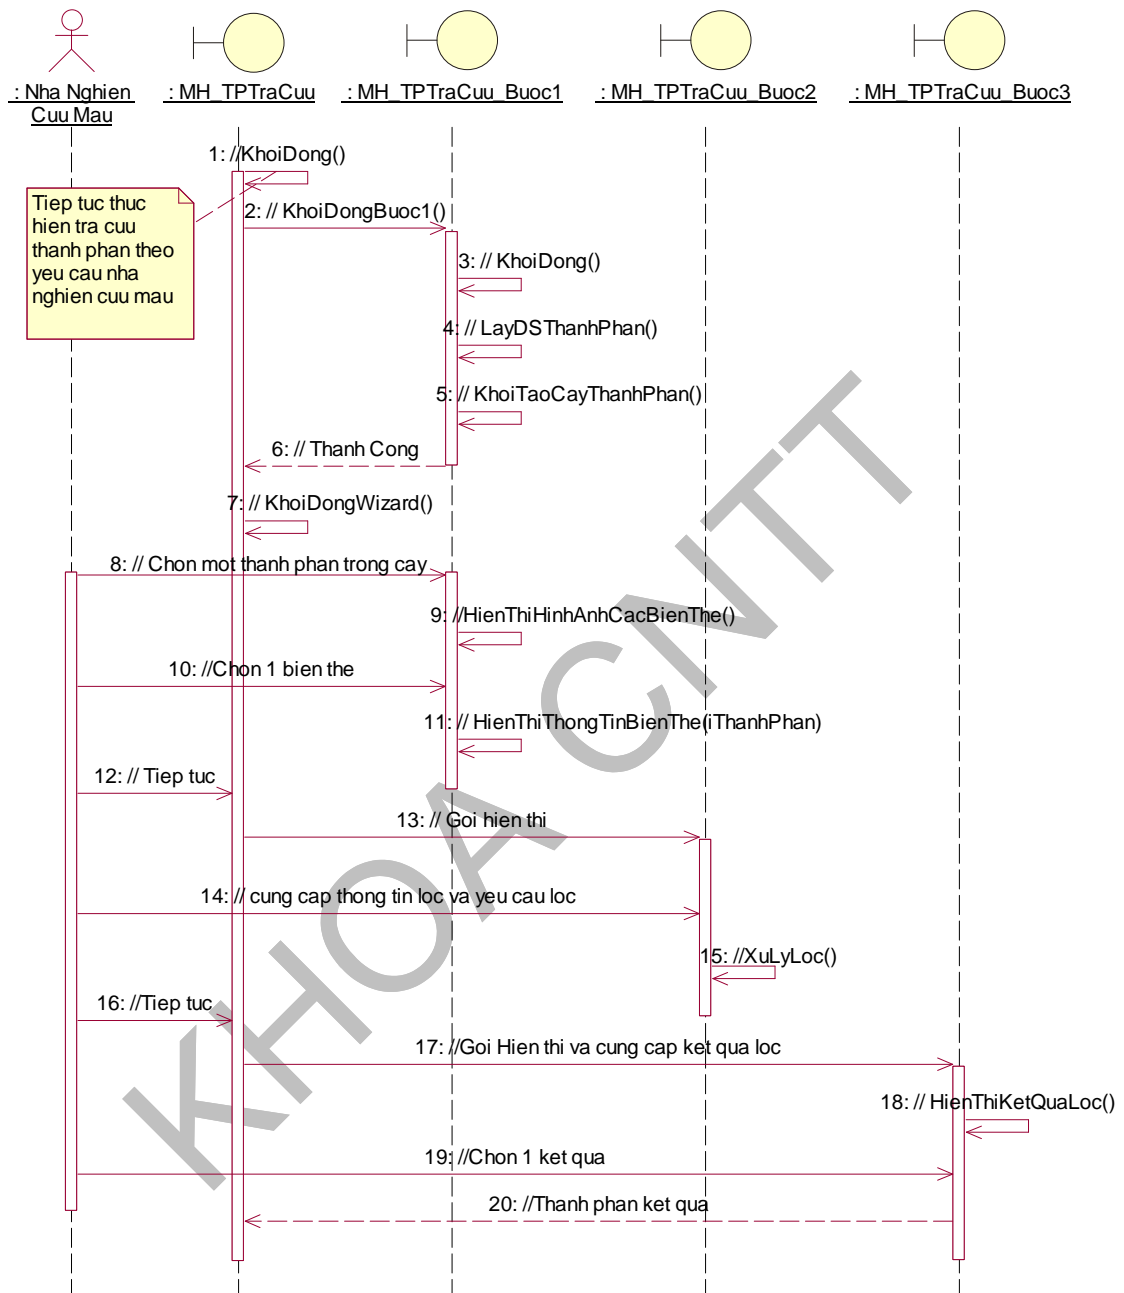 : Nha Nghien
Cuu Mau
: MH_TPTraCuu
: MH_TPTraCuu_Buoc1
: MH_TPTraCuu_Buoc2
: MH_TPTraCuu_Buoc3
1: //KhoiDong()
Tiep tuc thuc
hien tra cuu
thanh phan theo
yeu cau nha
nghien cuu mau
2: // KhoiDongBuoc1()
3: // KhoiDong()
4: // LayDSThanhPhan()
5: // KhoiTaoCayThanhPhan()
6: // Thanh Cong
7: // KhoiDongWizard()
8: // Chon mot thanh phan trong cay
9: //HienThiHinhAnhCacBienThe()
10: //Chon 1 bien the
11: // HienThiThongTinBienThe(iThanhPhan)
12: // Tiep tuc
13: // Goi hien thi
14: // cung cap thong tin loc va yeu cau loc
15: //XuLyLoc()
16: //Tiep tuc
17: //Goi Hien thi va cung cap ket qua loc
18: // HienThiKetQuaLoc()
19: //Chon 1 ket qua
20: //Thanh phan ket qua
KHOA CNTT